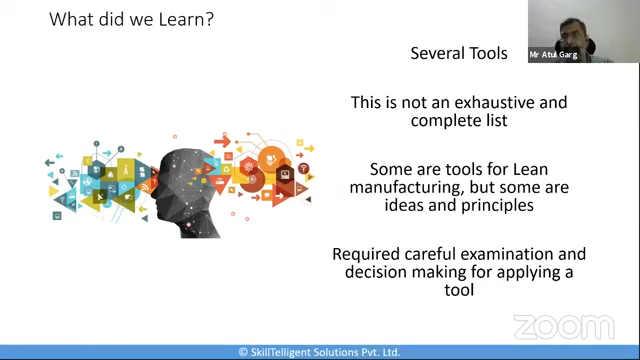 What did we Learn?
Mr Atul Garg
Several Tools
This is not an exhaustive and
complete list
Some are tools for Lean
manufacturing, but some are
ideas and principles
Required careful examination and
decision making for applying a
tool
zoom
© SkillTelligent Solutions Pvt. Ltd.